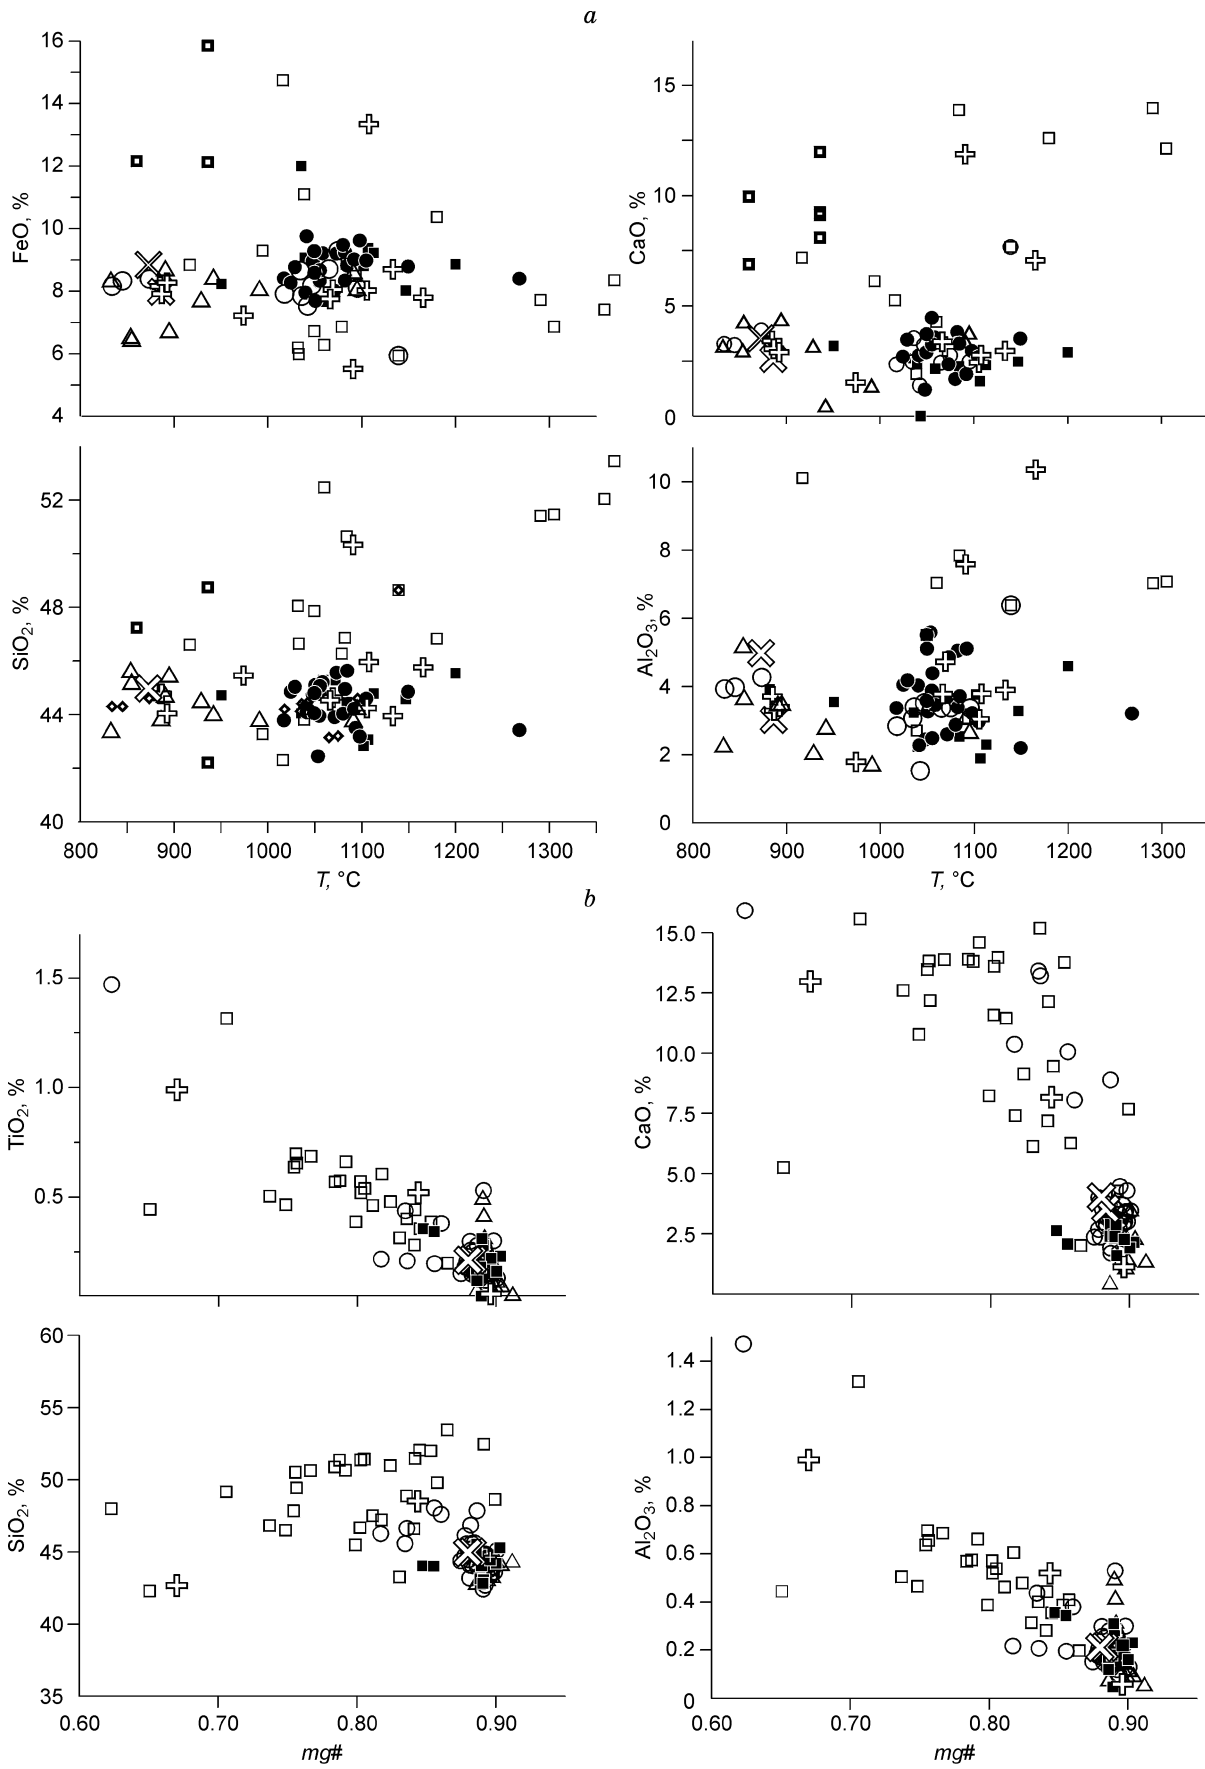 a
16
14
12
10
8
6
4
FeO, %
15
10
5
0
CaO, %
52
48
44
40
SiO₂, %
800 900 1000 1100 1200 1300
T, °C
10
8
6
4
2
0
Al₂O₃, %
800 900 1000 1100 1200 1300
T, °C
b
1.5
1.0
0.5
TiO₂, %
15.0
12.5
10.0
7.5
5.0
2.5
CaO, %
60
55
50
45
40
35
SiO₂, %
0.60 0.70 0.80 0.90
mg#
1.4
1.2
1.0
0.8
0.6
0.4
0.2
0
Al₂O₃, %
0.60 0.70 0.80 0.90
mg#